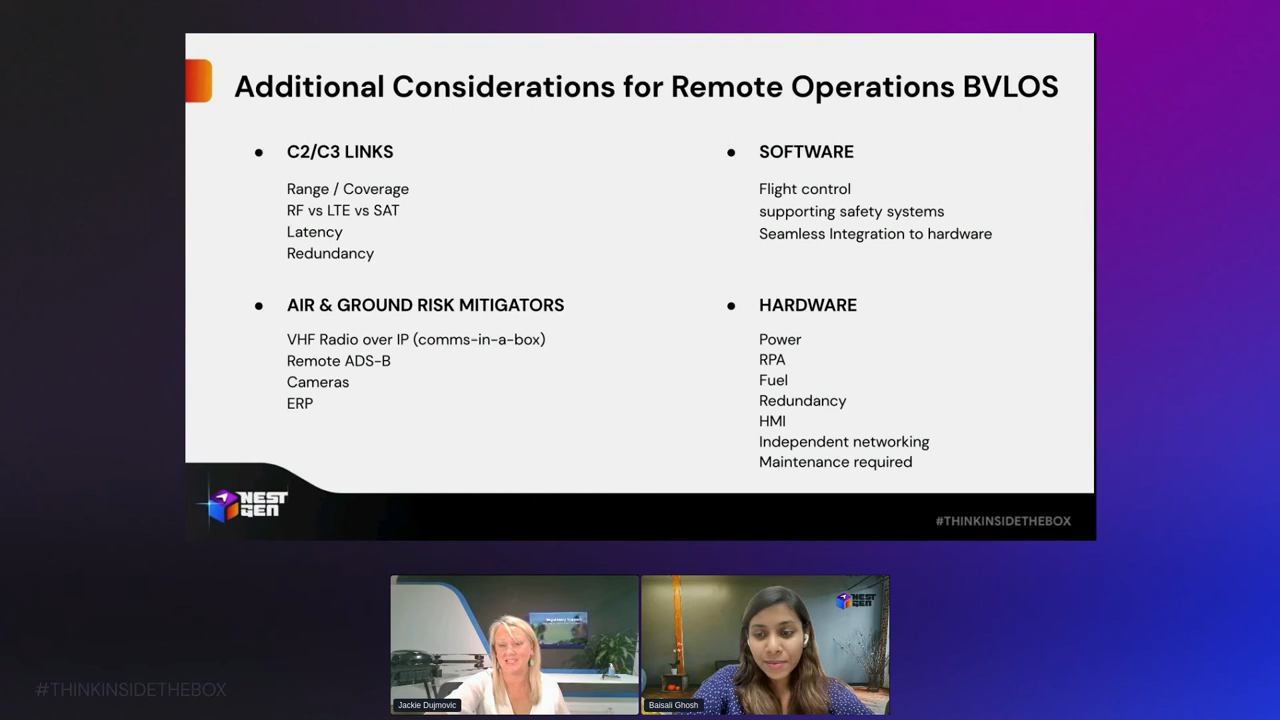 Additional Considerations for Remote Operations BVLOS
C2/C3 LINKS
Range / Coverage
RF vs LTE vs SAT
Latency
Redundancy
AIR & GROUND RISK MITIGATORS
VHF Radio over IP (comms-in-a-box)
Remote ADS-B
Cameras
ERP
SOFTWARE
Flight control
supporting safety systems
Seamless Integration to hardware
HARDWARE
Power
RPA
Fuel
Redundancy
HMI
Independent networking
Maintenance required
NEST
GEN
#THINKINSIDETHEBOX
Jackie Dujmovic
NEST
GEN
Baisali Ghosh
#THINKINSIDETHEBOX